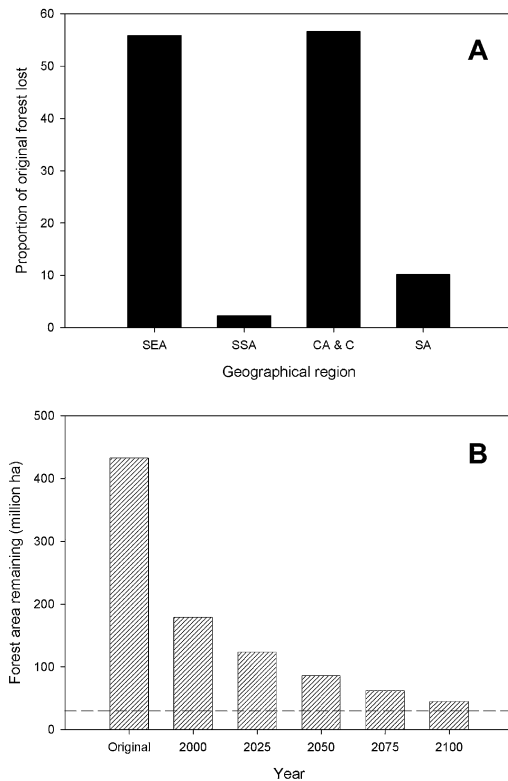 60
50
40
30
20
10
0
Proportion of original forest lost
A
SEA SSA CA & C SA
Geographical region
500
400
300
200
100
0
Forest area remaining (million ha)
B
Original 2000 2025 2050 2075 2100
Year